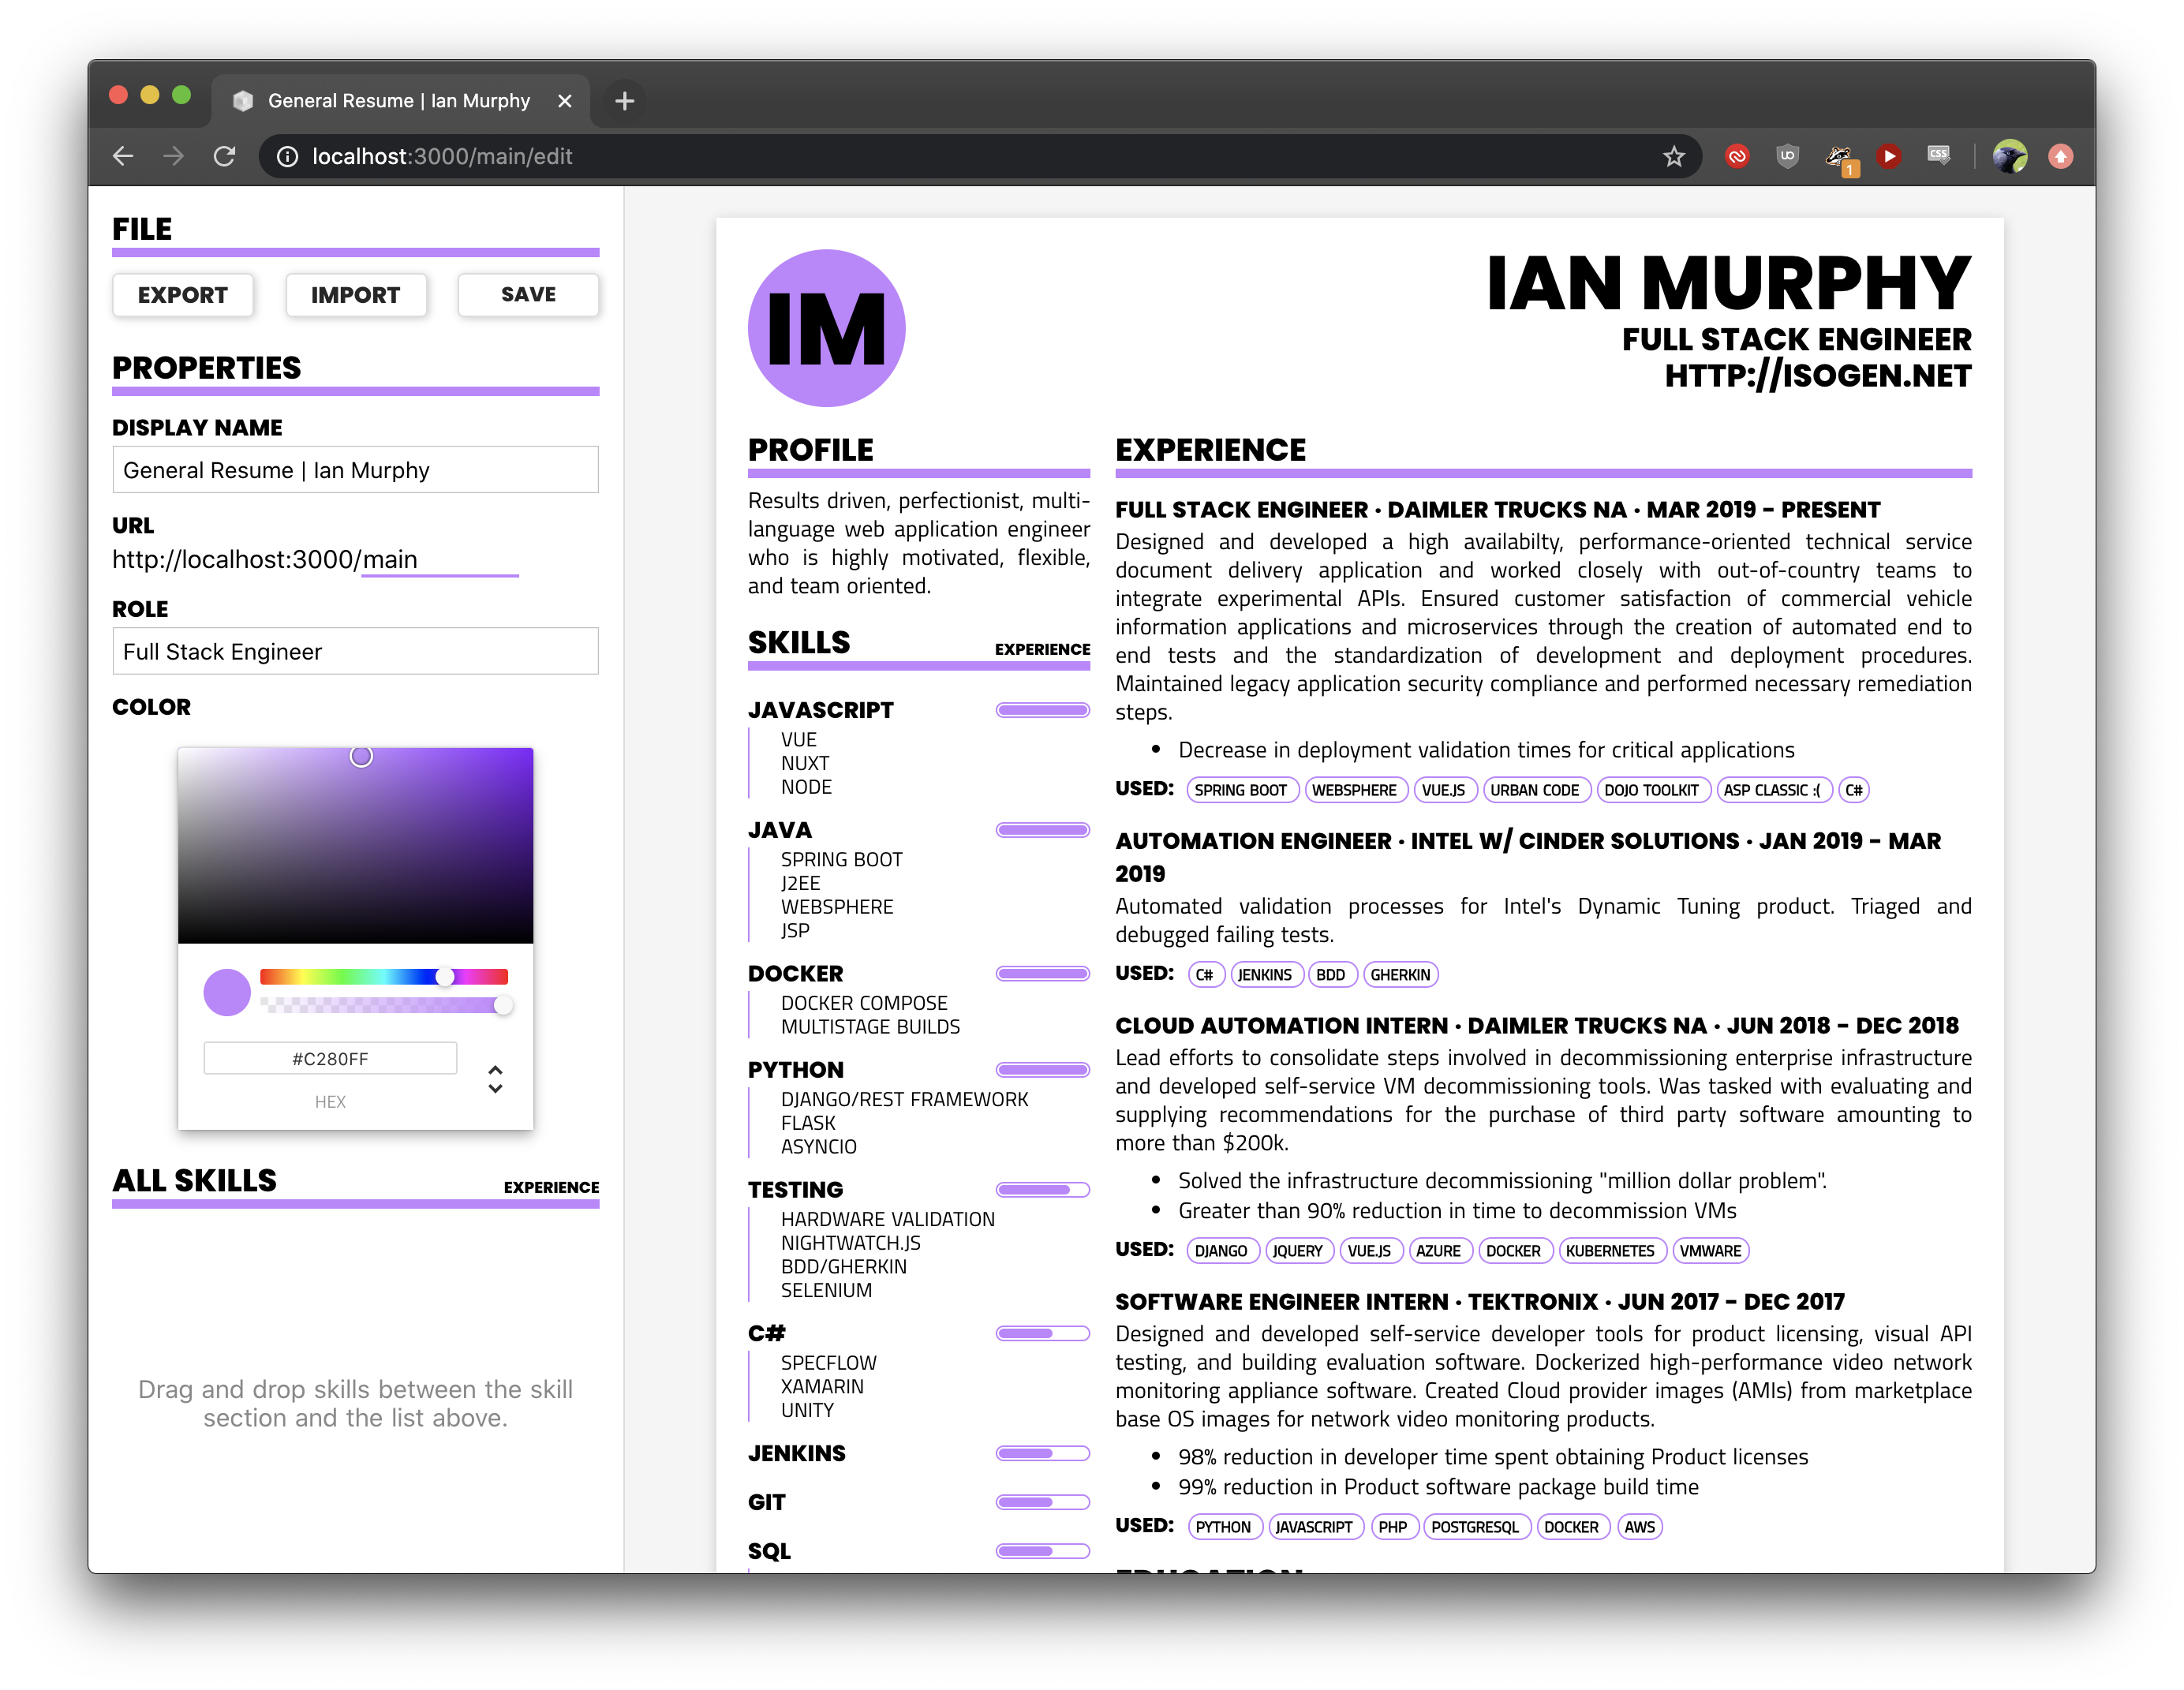 General Resume | Ian Murphy
localhost:3000/main/edit
1
FILE
EXPORT IMPORT SAVE
PROPERTIES
DISPLAY NAME
General Resume | Ian Murphy
URL
http://localhost:3000/main
ROLE
Full Stack Engineer
COLOR
#C280FF
HEX
ALL SKILLS EXPERIENCE
Drag and drop skills between the skill
section and the list above.
IM
IAN MURPHY
FULL STACK ENGINEER
HTTP://ISOGEN.NET
PROFILE
Results driven, perfectionist, multi-
language web application engineer
who is highly motivated, flexible,
and team oriented.
SKILLS EXPERIENCE
JAVASCRIPT
VUE
NUXT
NODE
JAVA
SPRING BOOT
J2EE
WEBSPHERE
JSP
DOCKER
DOCKER COMPOSE
MULTISTAGE BUILDS
PYTHON
DJANGO/REST FRAMEWORK
FLASK
ASYNCIO
TESTING
HARDWARE VALIDATION
NIGHTWATCH.JS
BDD/GHERKIN
SELENIUM
C#
SPECFLOW
XAMARIN
UNITY
JENKINS
GIT
SQL
EXPERIENCE
FULL STACK ENGINEER · DAIMLER TRUCKS NA · MAR 2019 - PRESENT
Designed and developed a high availabilty, performance-oriented technical service
document delivery application and worked closely with out-of-country teams to
integrate experimental APIs. Ensured customer satisfaction of commercial vehicle
information applications and microservices through the creation of automated end to
end tests and the standardization of development and deployment procedures.
Maintained legacy application security compliance and performed necessary remediation
steps.
• Decrease in deployment validation times for critical applications
USED: SPRING BOOT WEBSPHERE VUE.JS URBAN CODE DOJO TOOLKIT ASP CLASSIC :( C#
AUTOMATION ENGINEER · INTEL W/ CINDER SOLUTIONS · JAN 2019 - MAR
2019
Automated validation processes for Intel's Dynamic Tuning product. Triaged and
debugged failing tests.
USED: C# JENKINS BDD GHERKIN
CLOUD AUTOMATION INTERN · DAIMLER TRUCKS NA · JUN 2018 - DEC 2018
Lead efforts to consolidate steps involved in decommissioning enterprise infrastructure
and developed self-service VM decommissioning tools. Was tasked with evaluating and
supplying recommendations for the purchase of third party software amounting to
more than $200k.
• Solved the infrastructure decommissioning "million dollar problem".
• Greater than 90% reduction in time to decommission VMs
USED: DJANGO JQUERY VUE.JS AZURE DOCKER KUBERNETES VMWARE
SOFTWARE ENGINEER INTERN · TEKTRONIX · JUN 2017 - DEC 2017
Designed and developed self-service developer tools for product licensing, visual API
testing, and building evaluation software. Dockerized high-performance video network
monitoring appliance software. Created Cloud provider images (AMIs) from marketplace
base OS images for network video monitoring products.
• 98% reduction in developer time spent obtaining Product licenses
• 99% reduction in Product software package build time
USED: PYTHON JAVASCRIPT PHP POSTGRESQL DOCKER AWS
EDUCATION